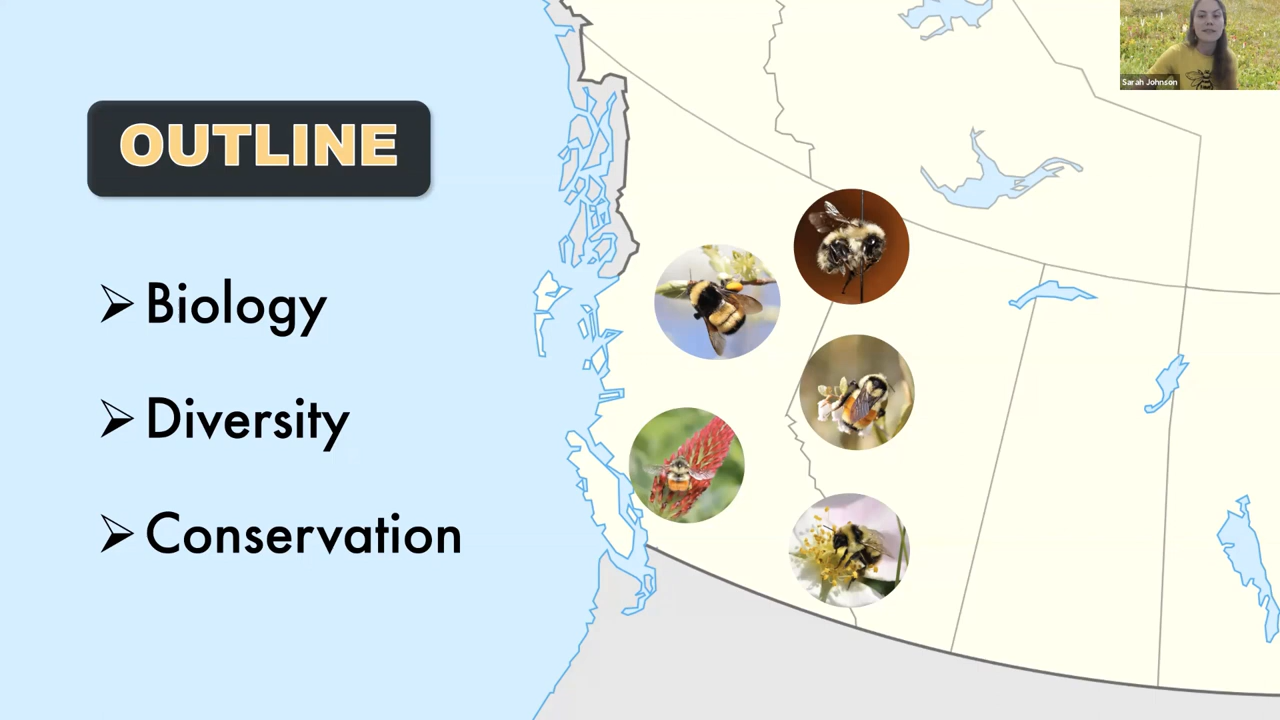 OUTLINE
Biology
Diversity
Conservation
Sarah Johnson